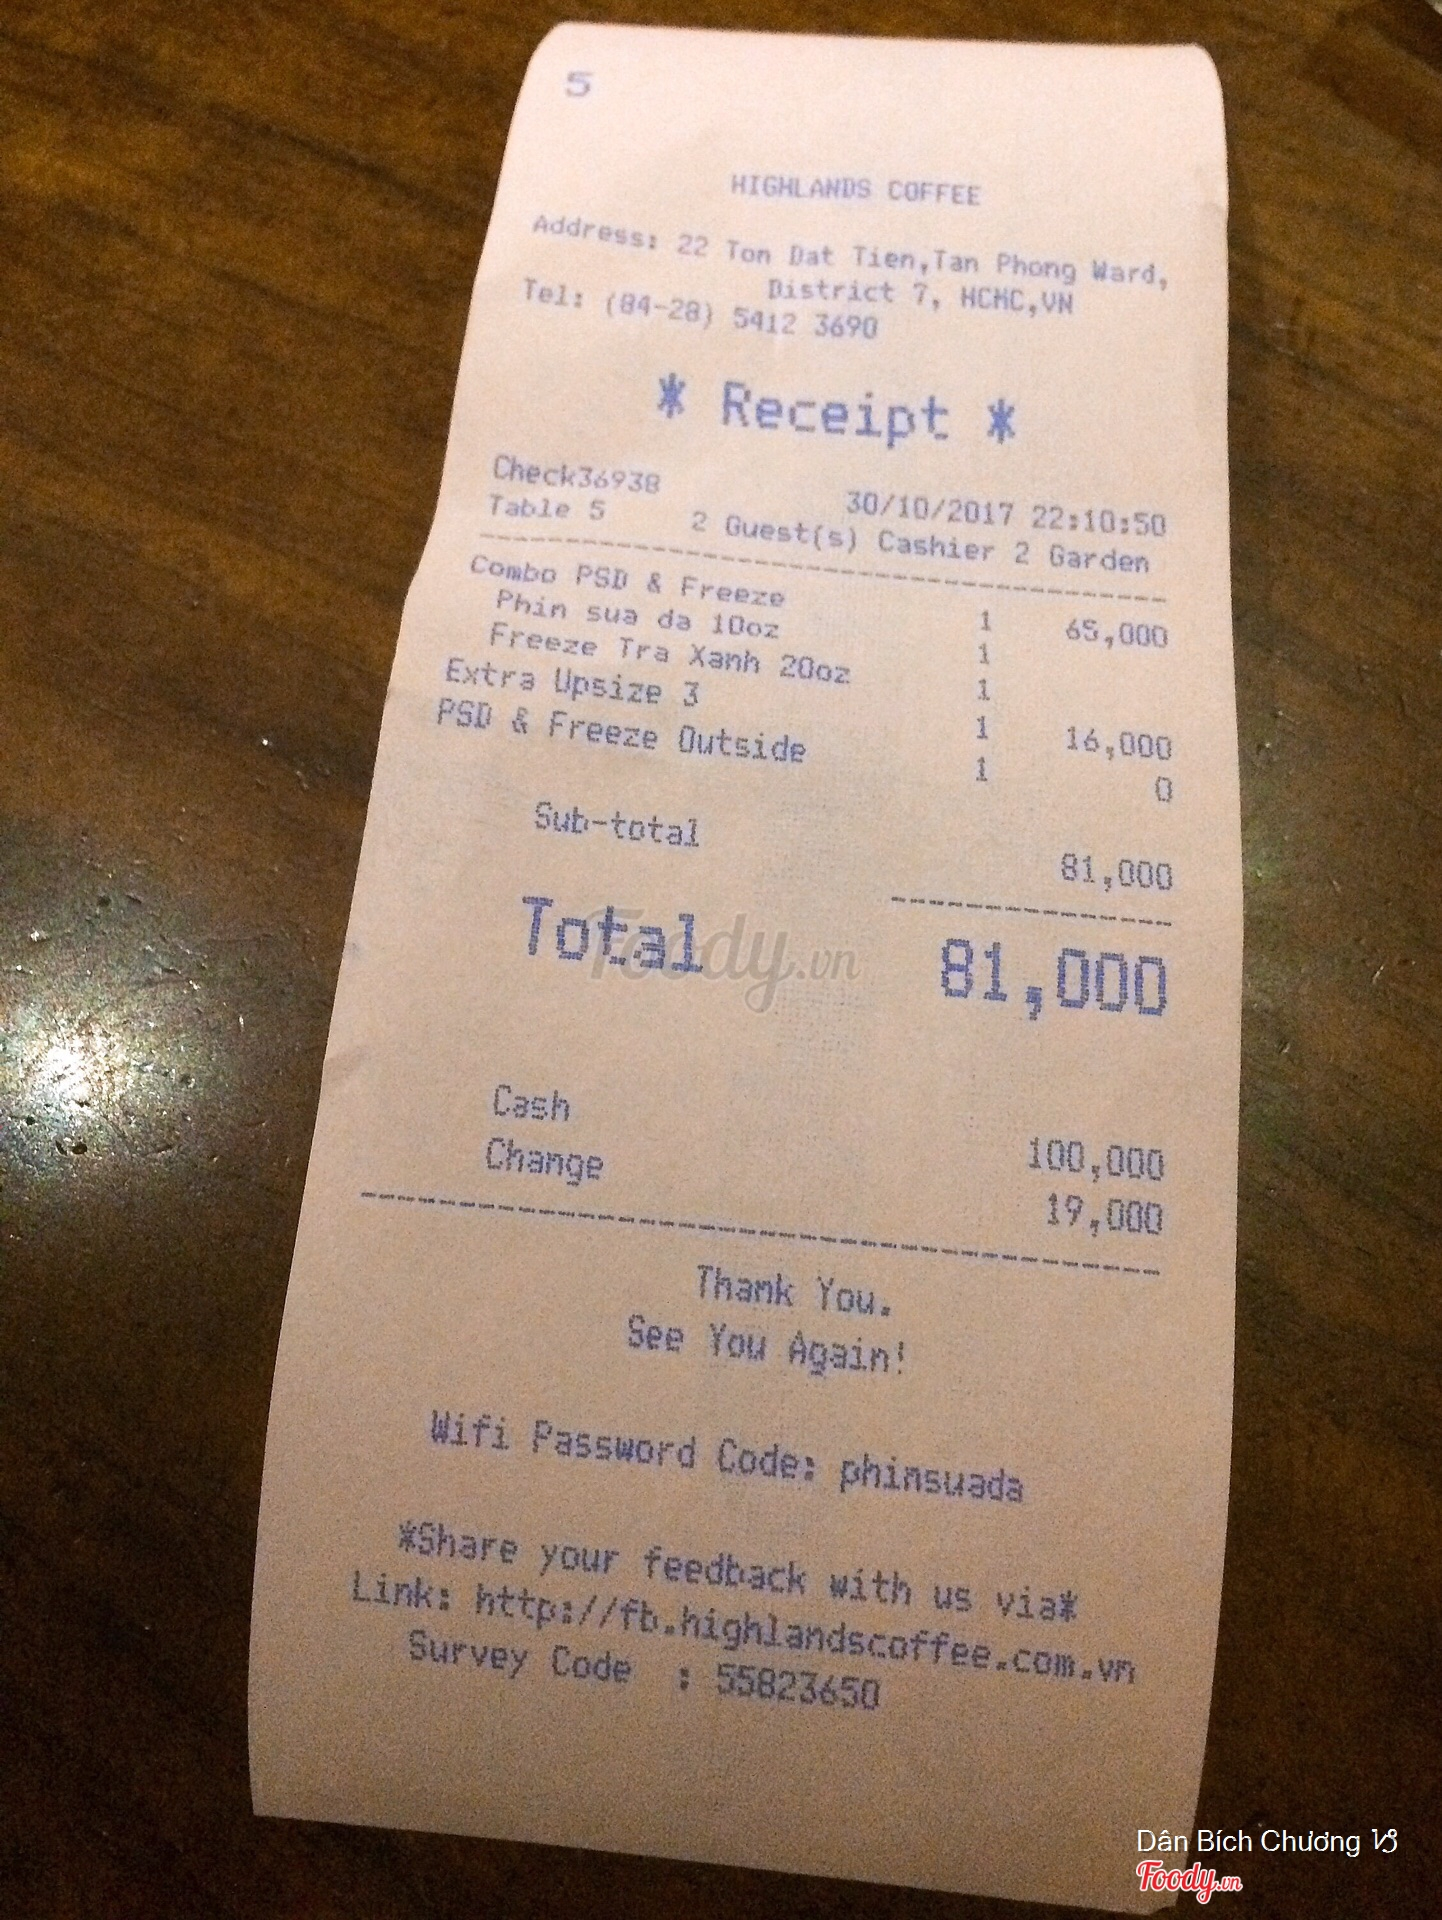 5
HIGHLANDS COFFEE
Address: 22 Ton Dat Tien,Tan Phong Ward,
District 7, HCMC,VN
Tel: (84-28) 5412 3690
* Receipt *
Check36938 30/10/2017 22:10:50
Table 5 2 Guest(s) Cashier 2 Garden
Combo PSD & Freeze 1 65,000
Phin sua da 10oz 1
Freeze Tra Xanh 20oz 1
Extra Upsize 3 1 16,000
PSD & Freeze Outside 1 0
Sub-total 81,000
Total 81,000
Foody.vn
Cash 100,000
Change 19,000
Thank You.
See You Again!
Wifi Password Code: phinsuada
*Share your feedback with us via*
Link: http://fb.highlandscoffee.com.vn
Survey Code : 55823650
Dân Bích Chương ♑
Foody.vn